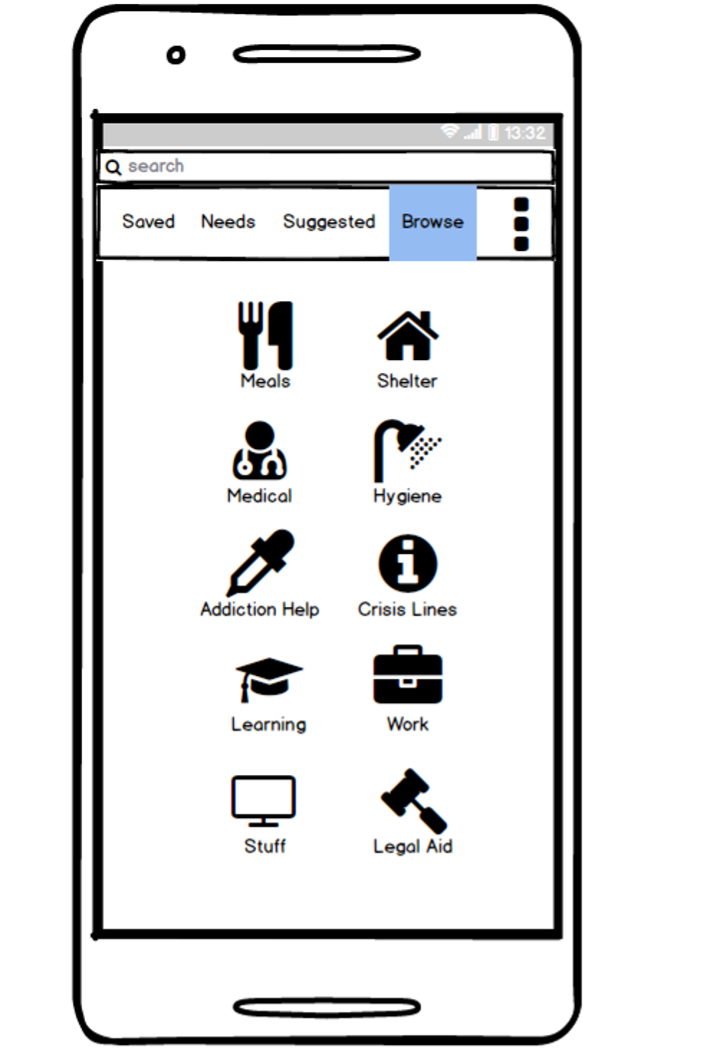 13:32
search
Saved Needs Suggested Browse
Meals Shelter
Medical Hygiene
Addiction Help Crisis Lines
Learning Work
Stuff Legal Aid